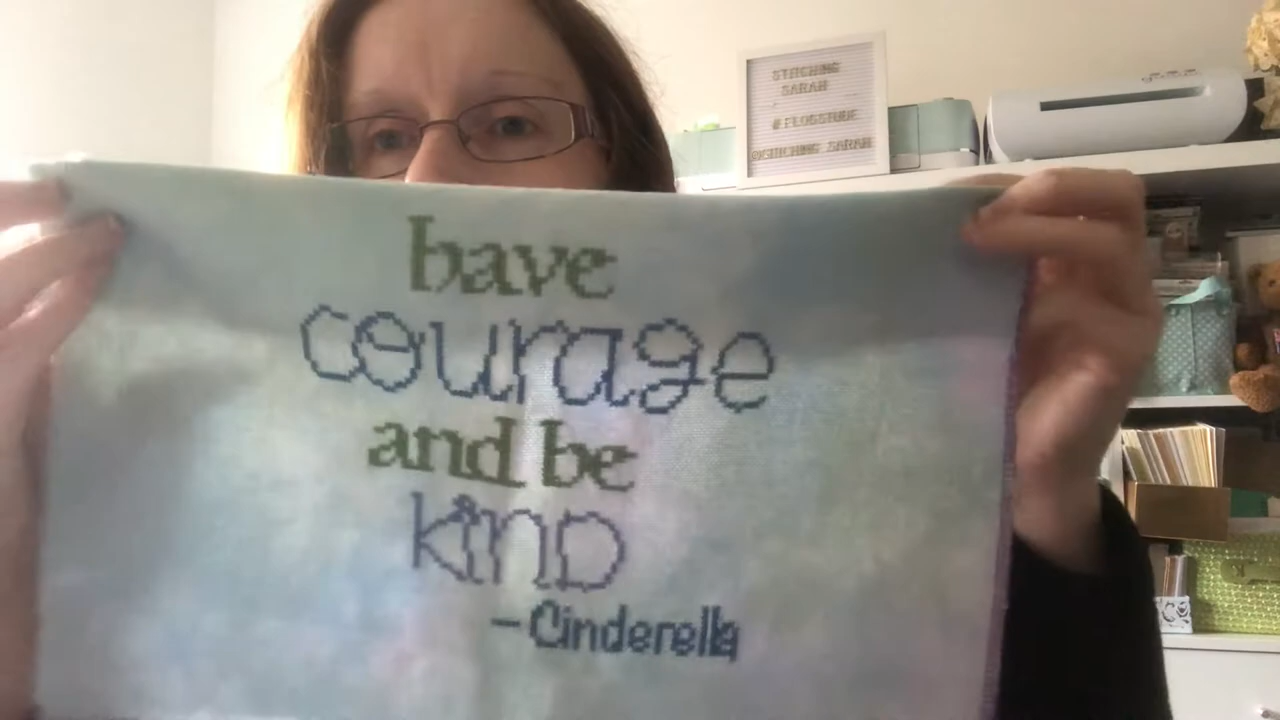 have
courage
and be
kinD
– Cinderella
STITCHING
SARAH
#FLOSSTUBE
@STITCHING SARAH